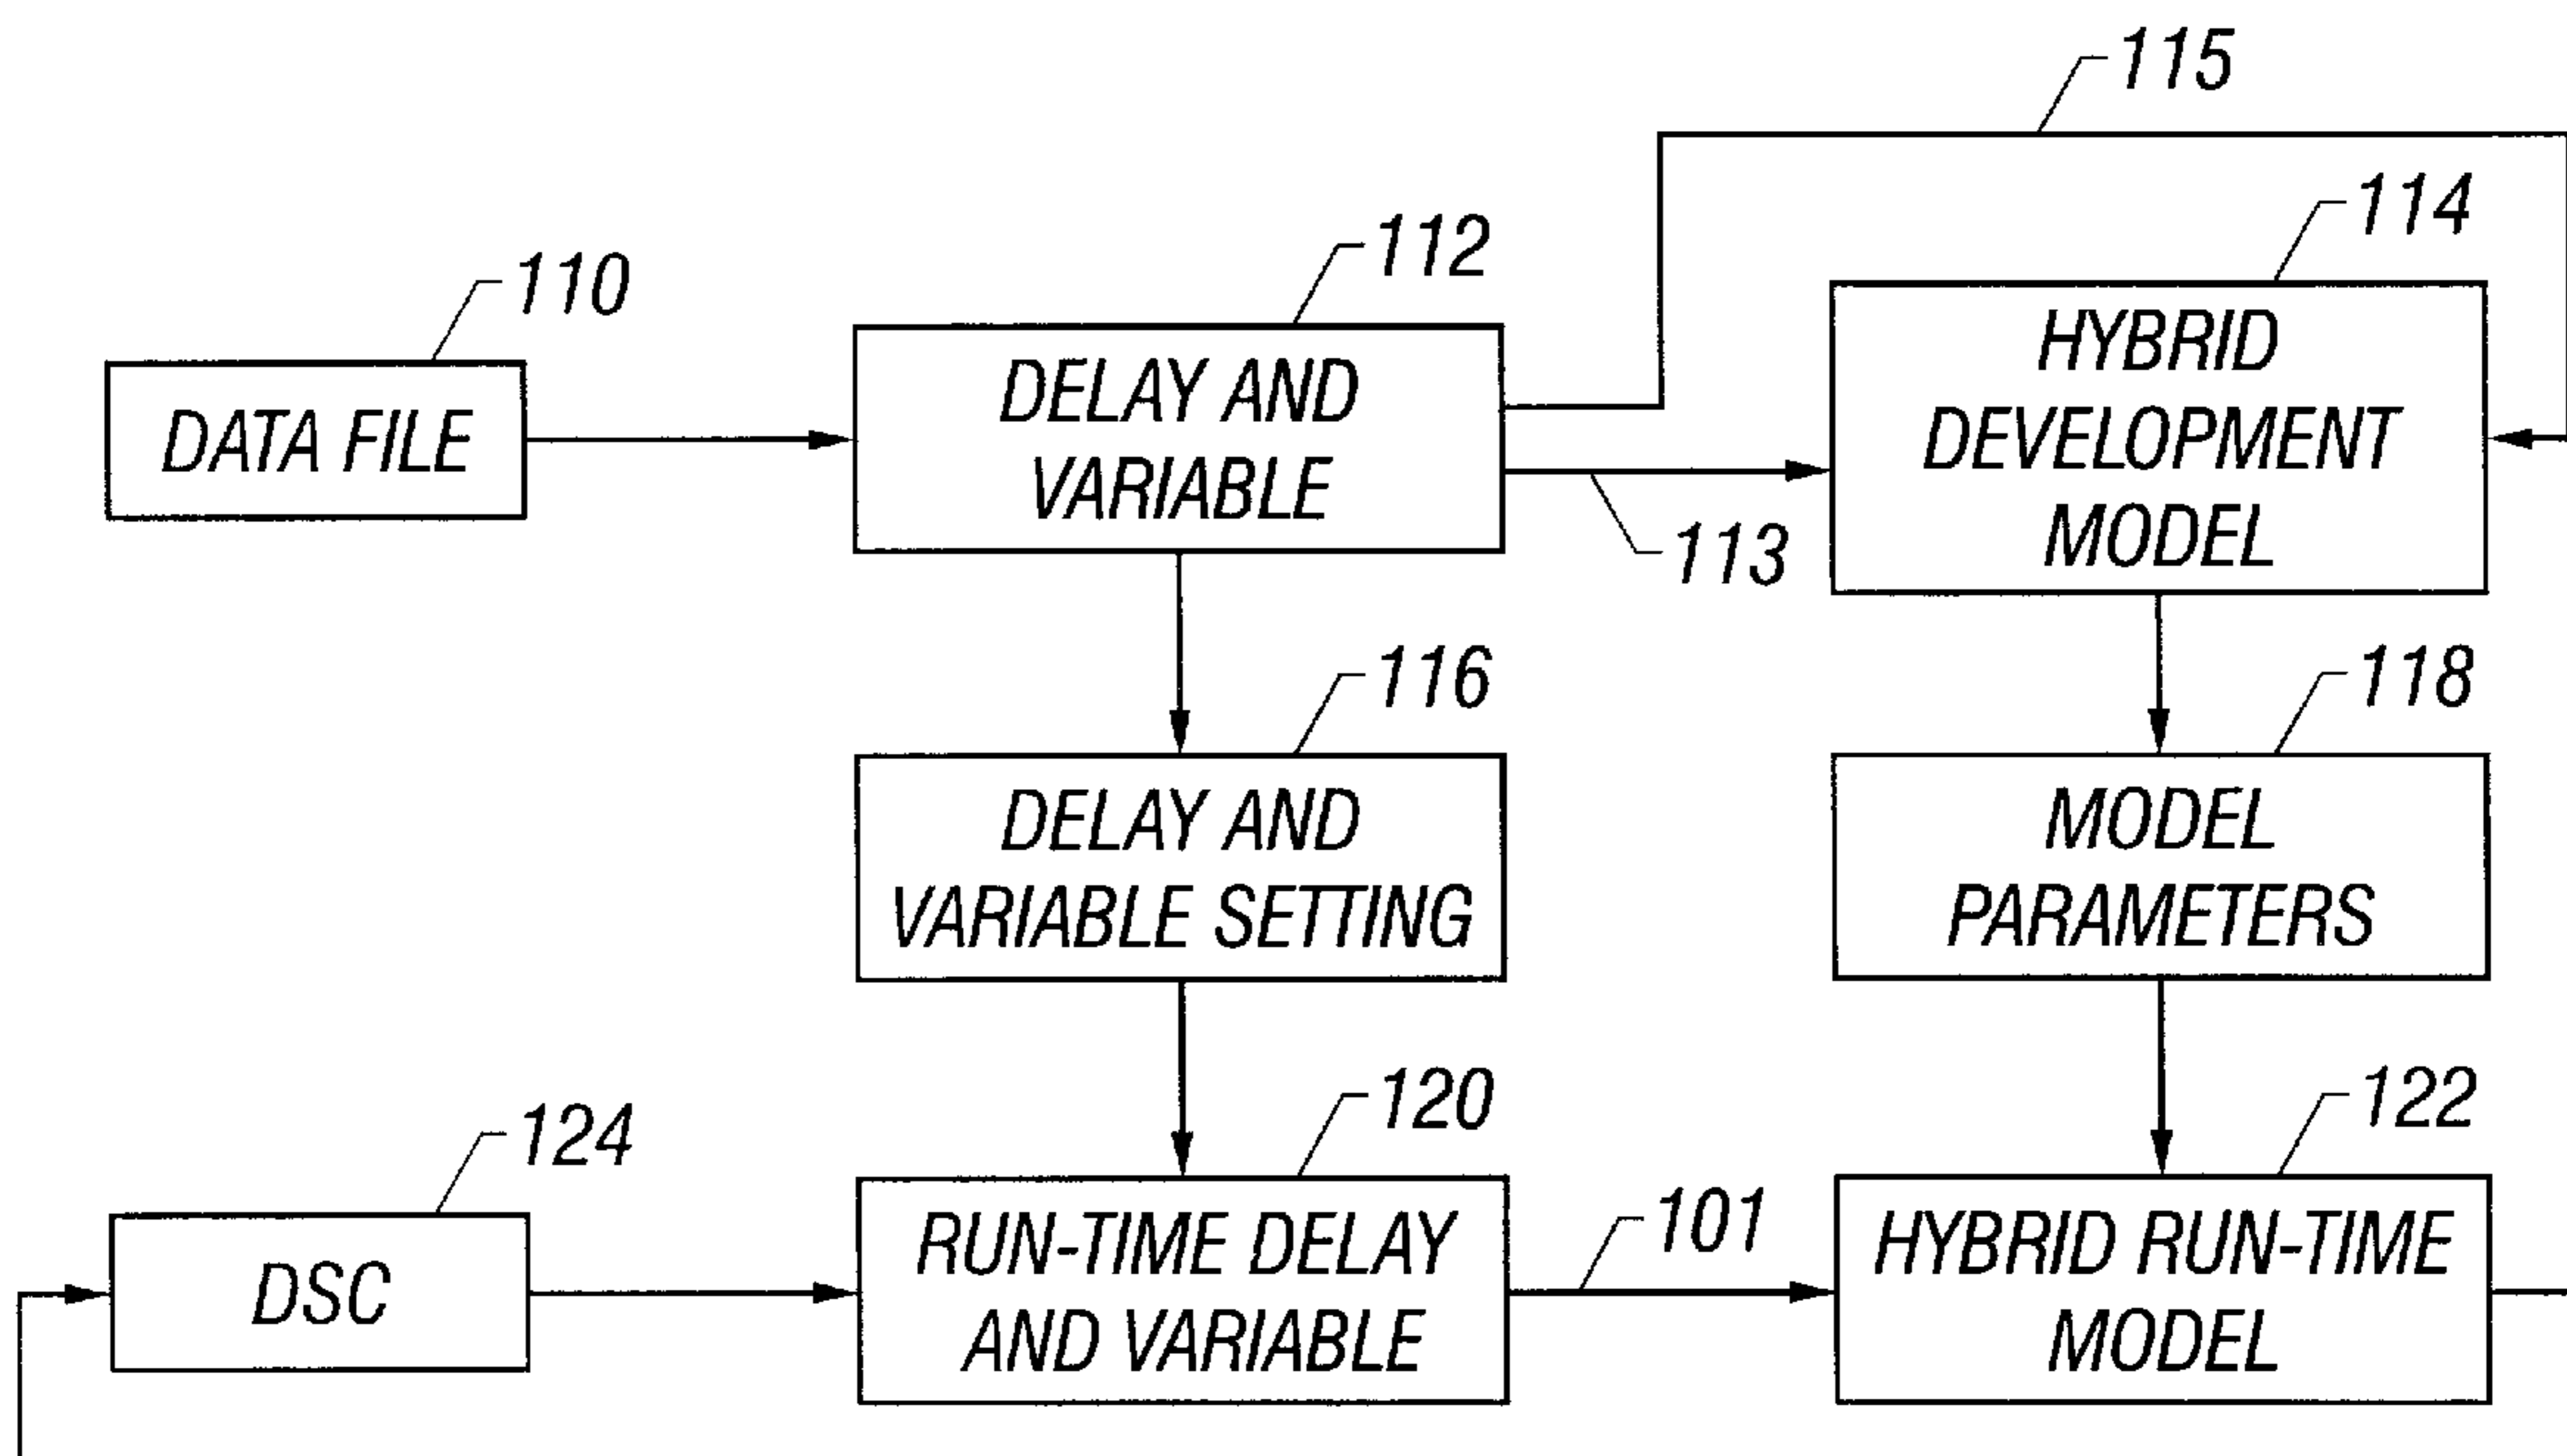 115
114
112
110
HYBRID
DEVELOPMENT
MODEL
DELAY AND
VARIABLE
DATA FILE
113
116
118
DELAY AND
VARIABLE SETTING
MODEL
PARAMETERS
120
122
124
101
RUN-TIME DELAY
AND VARIABLE
HYBRID RUN-TIME
MODEL
DSC